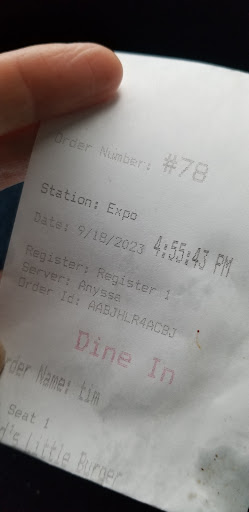 Order Number: #78
Station: Expo
Date: 9/18/2023 4:55:43 PM
Register: Register 1
Server: Anyssa
Order Id: AABJHLR4ACBJ
Dine In
rder Name: tim
Seat 1
d's Little Burger